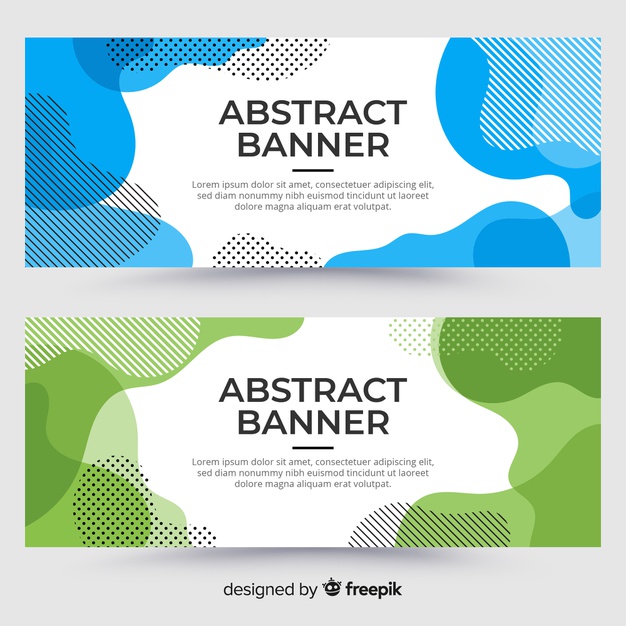 ABSTRACT
BANNER
Lorem ipsum dolor sit amet, consectetuer adipiscing elit,
sed diam nonummy nibh euismod tincidunt ut laoreet
dolore magna aliquam erat volutpat.
ABSTRACT
BANNER
Lorem ipsum dolor sit amet, consectetuer adipiscing elit,
sed diam nonummy nibh euismod tincidunt ut laoreet
dolore magna aliquam erat volutpat.
designed by freepik